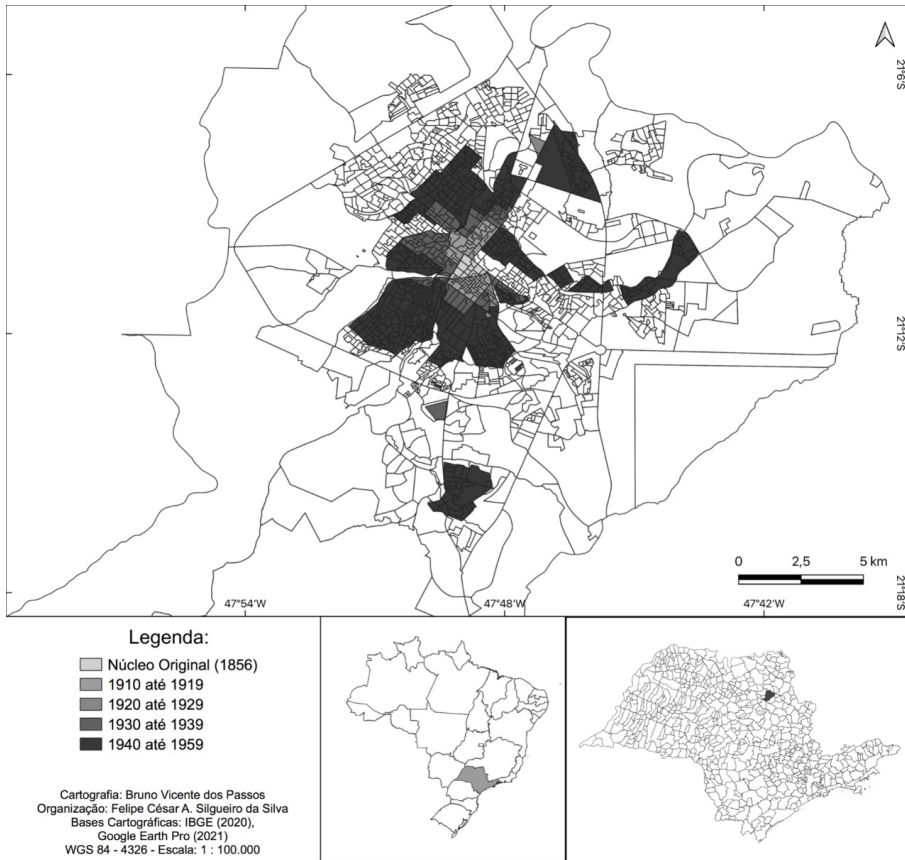 21°6'S
21°12'S
0 2,5 5 km
47°54'W 47°48'W 47°42'W
21°18'S
Legenda:
Núcleo Original (1856)
1910 até 1919
1920 até 1929
1930 até 1939
1940 até 1959
Cartografia: Bruno Vicente dos Passos
Organização: Felipe César A. Silgueiro da Silva
Bases Cartográficas: IBGE (2020),
Google Earth Pro (2021)
WGS 84 - 4326 - Escala: 1 : 100.000